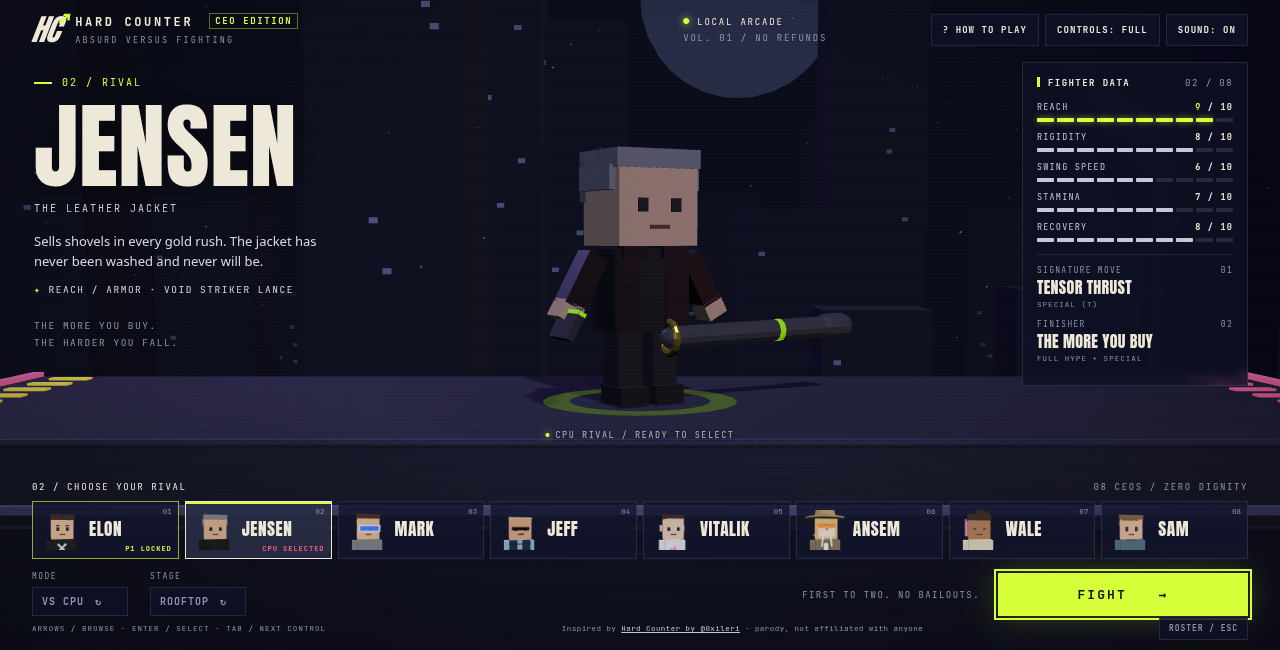 HC HARD COUNTER CEO EDITION
ABSURD VERSUS FIGHTING
LOCAL ARCADE
VOL. 01 / NO REFUNDS
? HOW TO PLAY
CONTROLS: FULL
SOUND: ON
02 / RIVAL
JENSEN
THE LEATHER JACKET
Sells shovels in every gold rush. The jacket has
never been washed and never will be.
✦ REACH / ARMOR · VOID STRIKER LANCE
THE MORE YOU BUY.
THE HARDER YOU FALL.
FIGHTER DATA 02 / 08
REACH 9 / 10
RIGIDITY 8 / 10
SWING SPEED 6 / 10
STAMINA 7 / 10
RECOVERY 8 / 10
SIGNATURE MOVE 01
TENSOR THRUST
SPECIAL (T)
FINISHER 02
THE MORE YOU BUY
FULL HYPE + SPECIAL
CPU RIVAL / READY TO SELECT
02 / CHOOSE YOUR RIVAL
08 CEOS / ZERO DIGNITY
ELON 01
P1 LOCKED
JENSEN 02
CPU SELECTED
MARK 03
JEFF 04
VITALIK 05
ANSEM 06
WALE 07
SAM 08
MODE
VS CPU ↻
STAGE
ROOFTOP ↻
FIRST TO TWO. NO BAILOUTS.
FIGHT →
ARROWS / BROWSE · ENTER / SELECT · TAB / NEXT CONTROL
Inspired by Hard Counter by @0xileri · parody, not affiliated with anyone
ROSTER / ESC